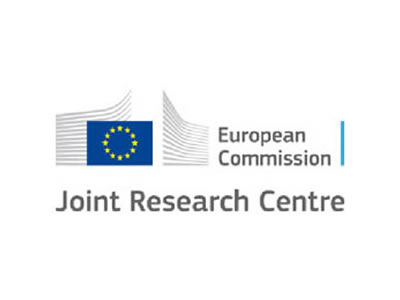 European
Commission
Joint Research Centre